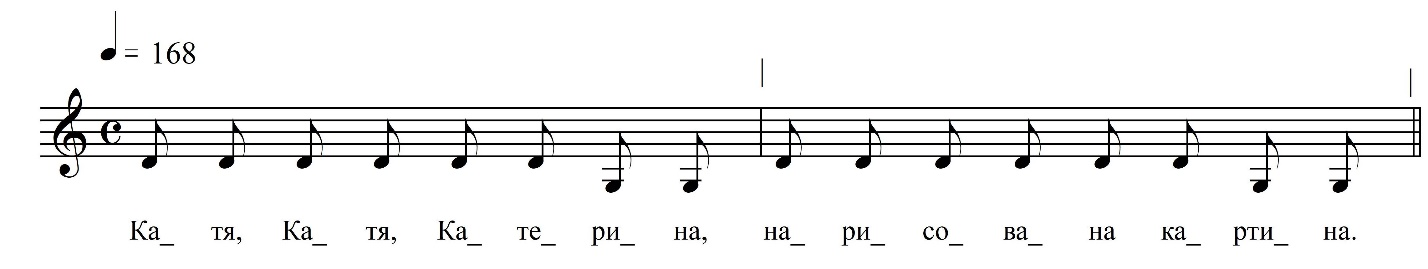 = 168
Ка_ тя, Ка_ тя, Ка_ те_ ри_ на, на_ ри_ со_ ва_ на ка_ рти_ на.